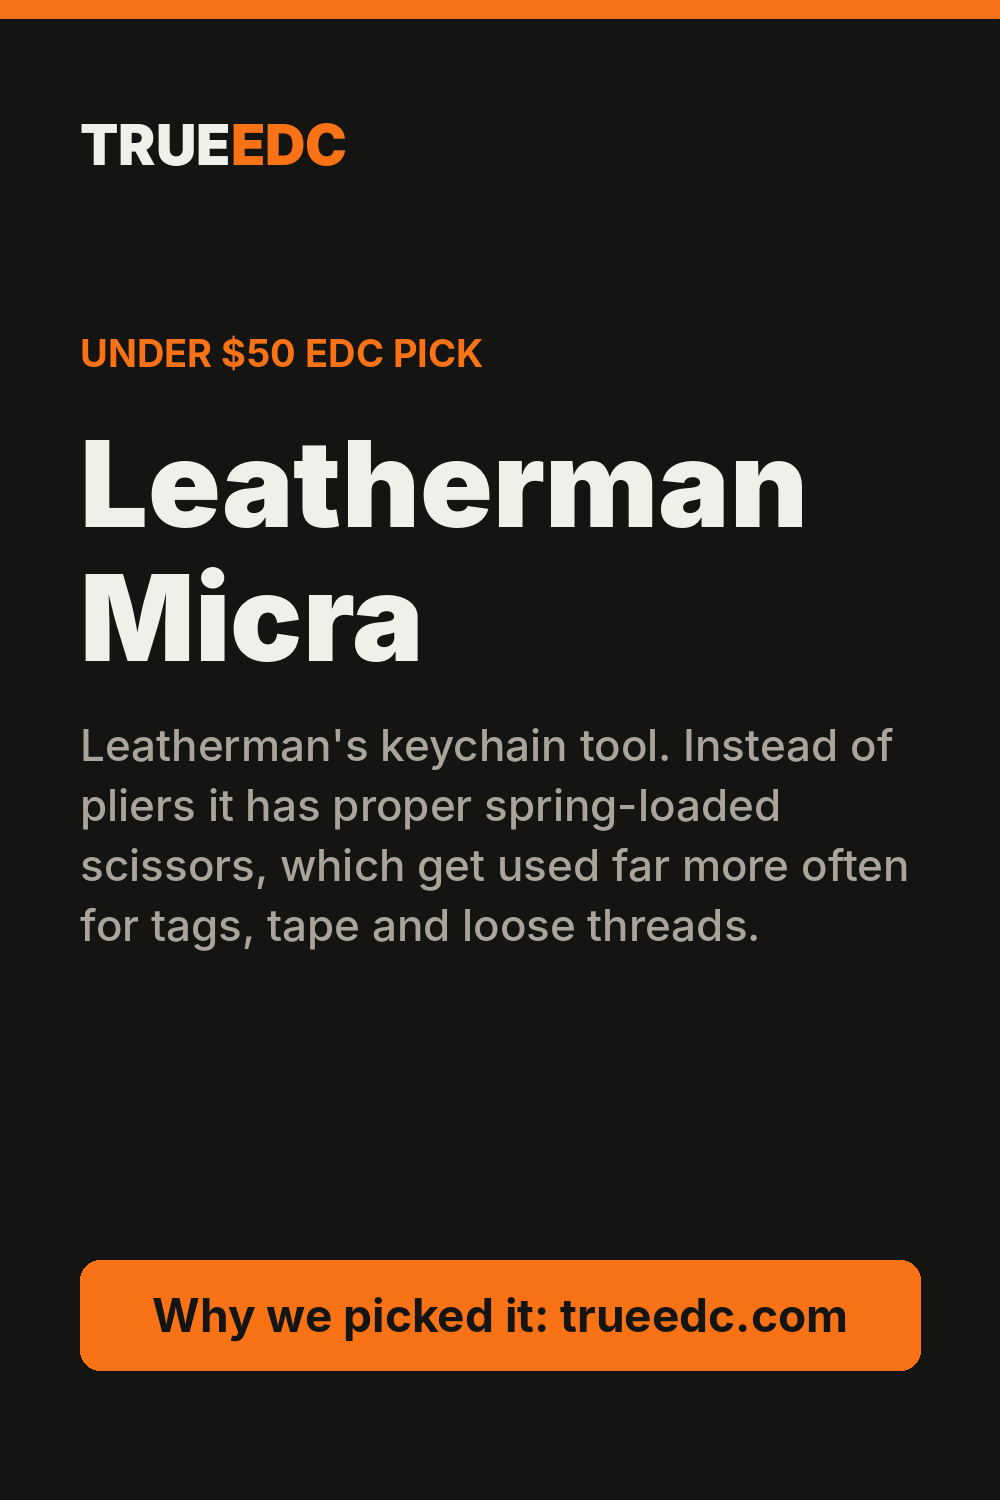 TRUEEDC
UNDER $50 EDC PICK
Leatherman
Micra
Leatherman's keychain tool. Instead of
pliers it has proper spring-loaded
scissors, which get used far more often
for tags, tape and loose threads.
Why we picked it: trueedc.com